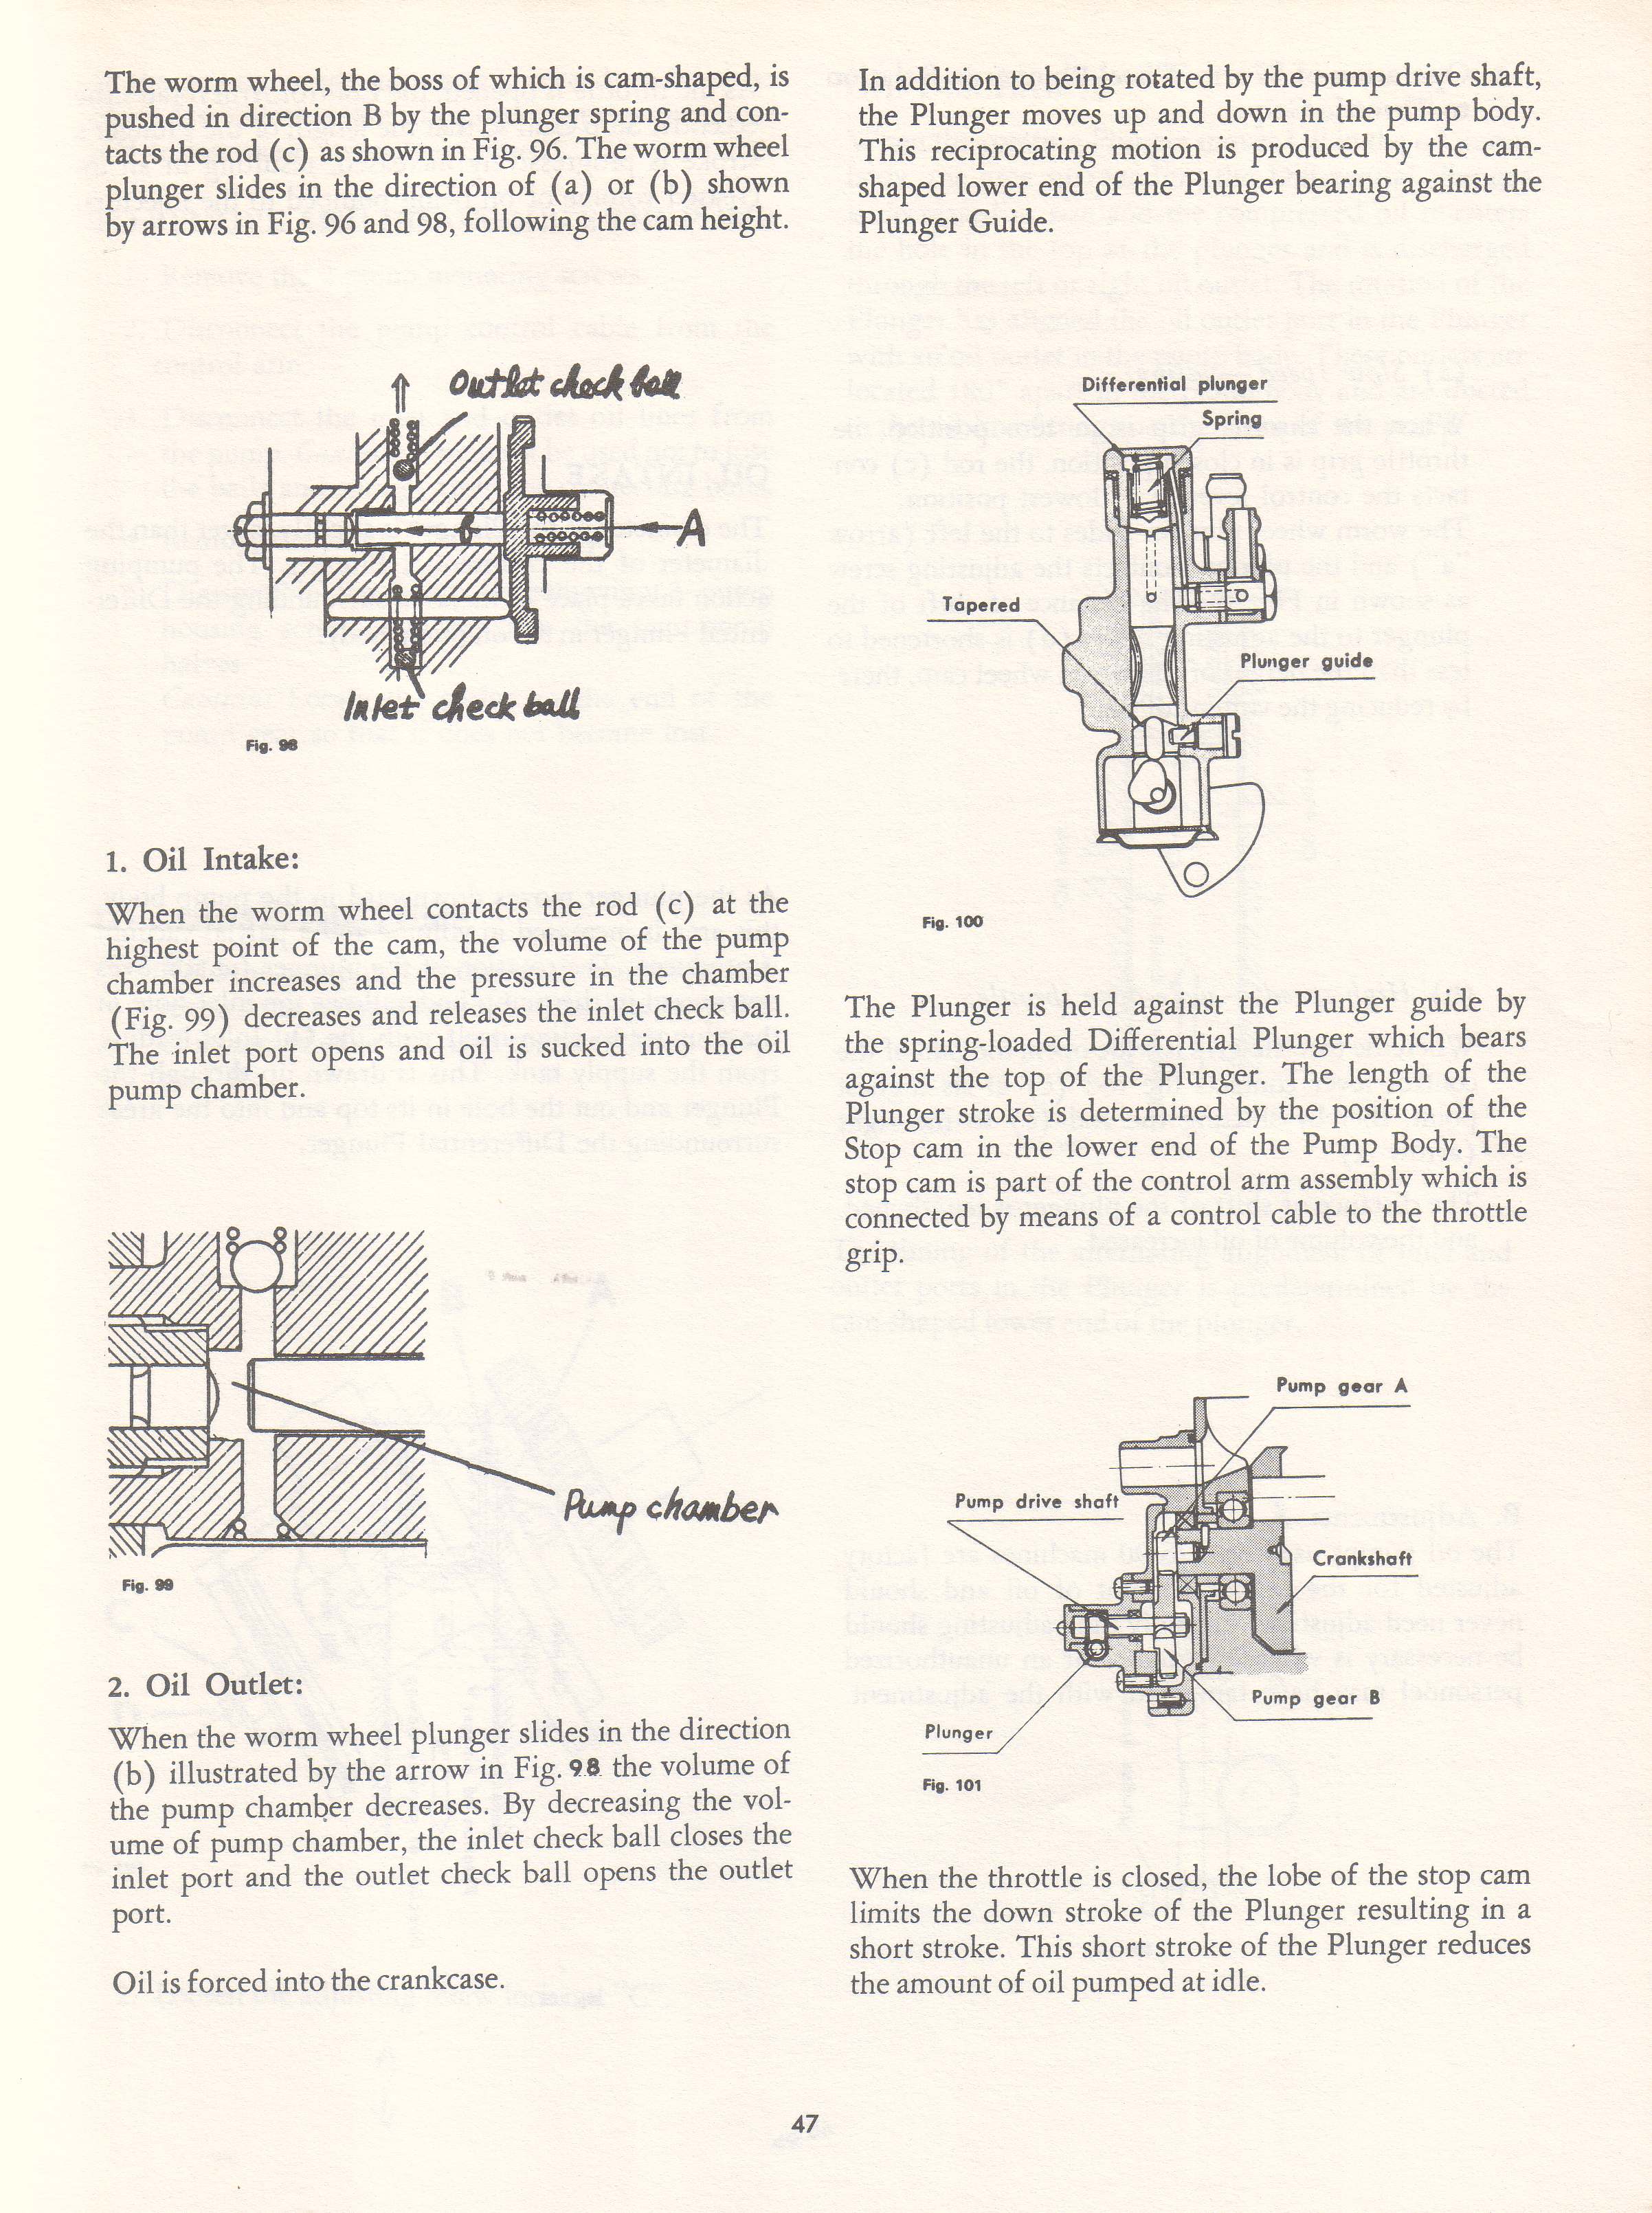 The worm wheel, the boss of which is cam-shaped, is
pushed in direction B by the plunger spring and con-
tacts the rod (c) as shown in Fig. 96. The worm wheel
plunger slides in the direction of (a) or (b) shown
by arrows in Fig. 96 and 98, following the cam height.
Outlet check ball
b
A
Inlet check ball
Fig. 98
1. Oil Intake:
When the worm wheel contacts the rod (c) at the
highest point of the cam, the volume of the pump
chamber increases and the pressure in the chamber
(Fig. 99) decreases and releases the inlet check ball.
The inlet port opens and oil is sucked into the oil
pump chamber.
Pump chamber
Fig. 99
2. Oil Outlet:
When the worm wheel plunger slides in the direction
(b) illustrated by the arrow in Fig. 98 the volume of
the pump chamber decreases. By decreasing the vol-
ume of pump chamber, the inlet check ball closes the
inlet port and the outlet check ball opens the outlet
port.
Oil is forced into the crankcase.
In addition to being rotated by the pump drive shaft,
the Plunger moves up and down in the pump body.
This reciprocating motion is produced by the cam-
shaped lower end of the Plunger bearing against the
Plunger Guide.
Differential plunger
Spring
Tapered
Plunger guide
Fig. 100
The Plunger is held against the Plunger guide by
the spring-loaded Differential Plunger which bears
against the top of the Plunger. The length of the
Plunger stroke is determined by the position of the
Stop cam in the lower end of the Pump Body. The
stop cam is part of the control arm assembly which is
connected by means of a control cable to the throttle
grip.
Pump gear A
Pump drive shaft
Crankshaft
Pump gear B
Plunger
Fig. 101
When the throttle is closed, the lobe of the stop cam
limits the down stroke of the Plunger resulting in a
short stroke. This short stroke of the Plunger reduces
the amount of oil pumped at idle.
47